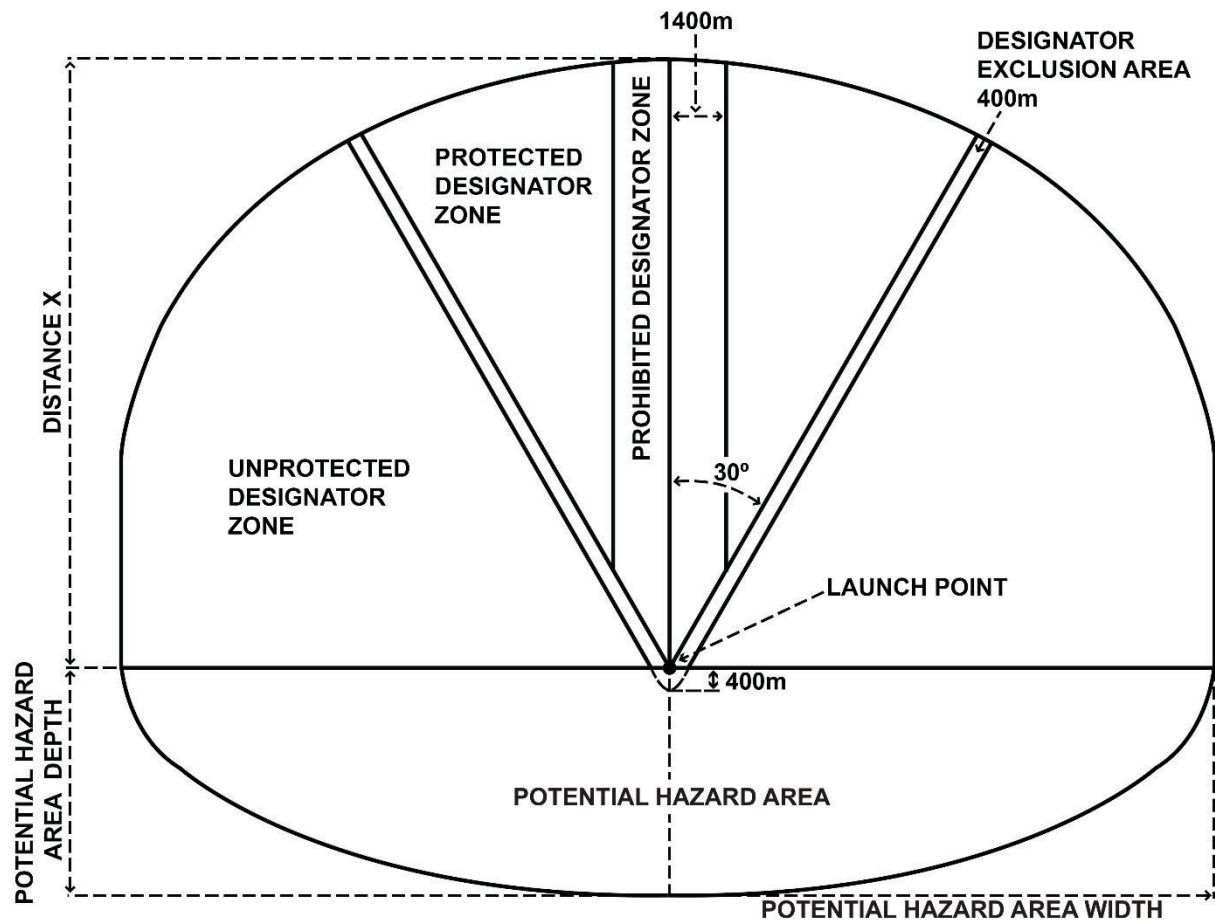 1400m
DESIGNATOR
EXCLUSION AREA
400m
PROTECTED
DESIGNATOR
ZONE
PROHIBITED DESIGNATOR ZONE
DISTANCE X
UNPROTECTED
DESIGNATOR
ZONE
30º
LAUNCH POINT
400m
POTENTIAL HAZARD
AREA DEPTH
POTENTIAL HAZARD AREA
POTENTIAL HAZARD AREA WIDTH